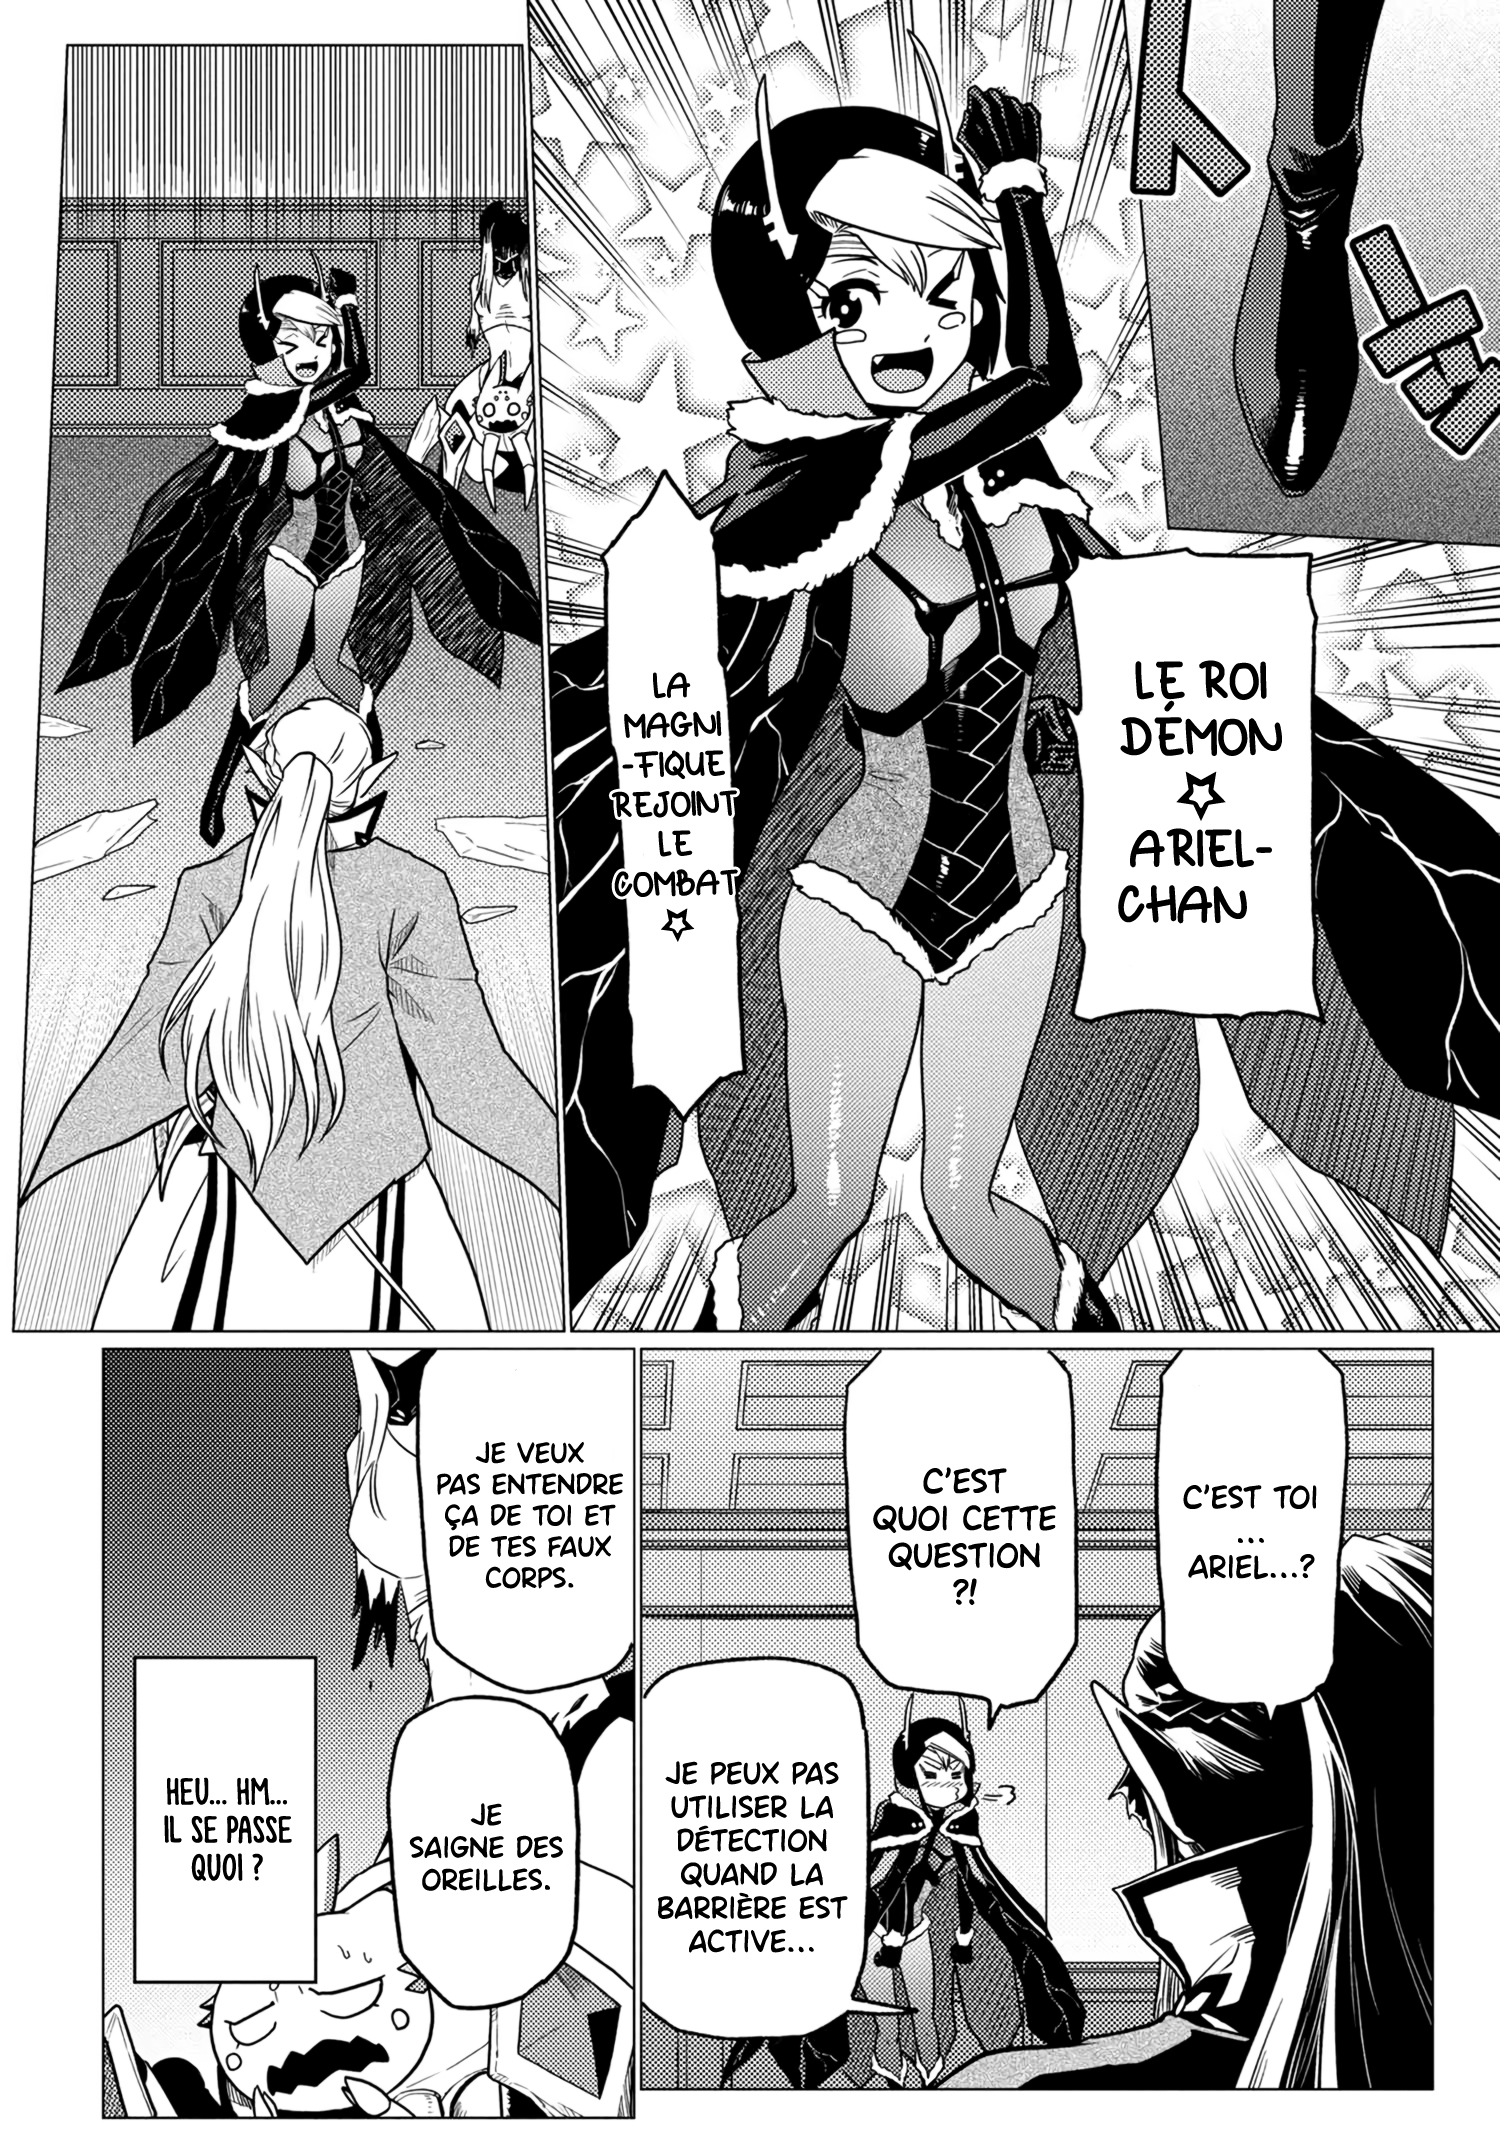 LE ROI
DÉMON
☆
ARIEL-
CHAN
LA
MAGNI
-FIQUE
REJOINT
LE
COMBAT
☆
C'EST TOI
...
ARIEL...?
C'EST
QUOI CETTE
QUESTION
?!
JE PEUX PAS
UTILISER LA
DÉTECTION
QUAND LA
BARRIÈRE EST
ACTIVE...
JE VEUX
PAS ENTENDRE
ÇA DE TOI ET
DE TES FAUX
CORPS.
JE
SAIGNE DES
OREILLES.
HEU... HM...
IL SE PASSE
QUOI ?